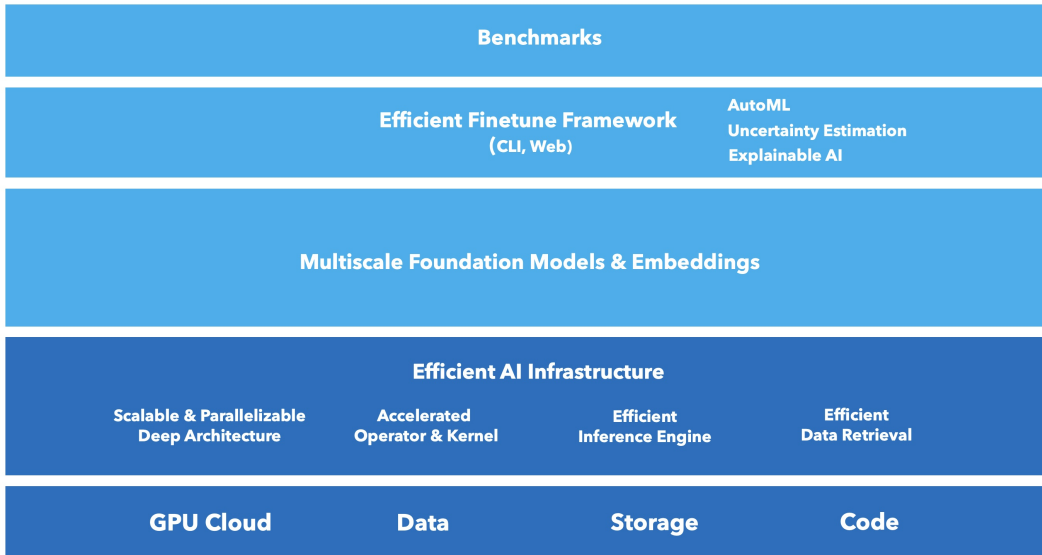 Benchmarks
Efficient Finetune Framework
(CLI, Web)
AutoML
Uncertainty Estimation
Explainable AI
Multiscale Foundation Models & Embeddings
Efficient AI Infrastructure
Scalable & Parallelizable
Deep Architecture
Accelerated
Operator & Kernel
Efficient
Inference Engine
Efficient
Data Retrieval
GPU Cloud
Data
Storage
Code